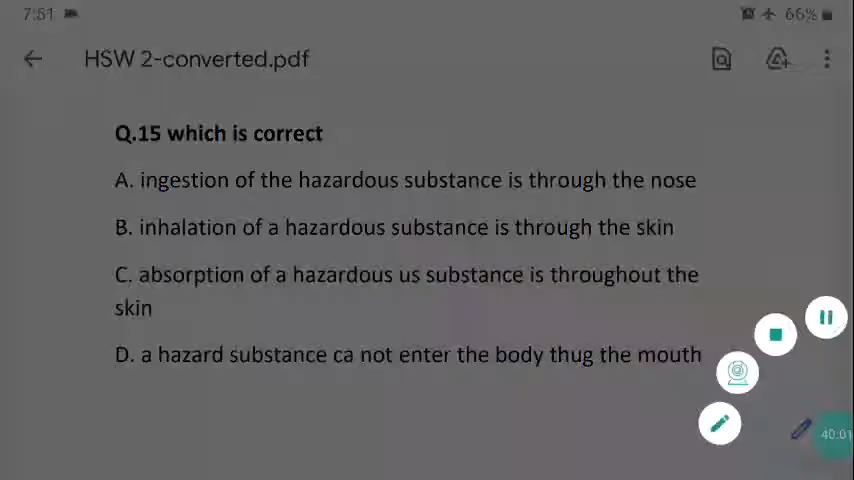 7:51
66%
HSW 2-converted.pdf
Q.15 which is correct
A. ingestion of the hazardous substance is through the nose
B. inhalation of a hazardous substance is through the skin
C. absorption of a hazardous us substance is throughout the
skin
D. a hazard substance ca not enter the body thug the mouth
40:01